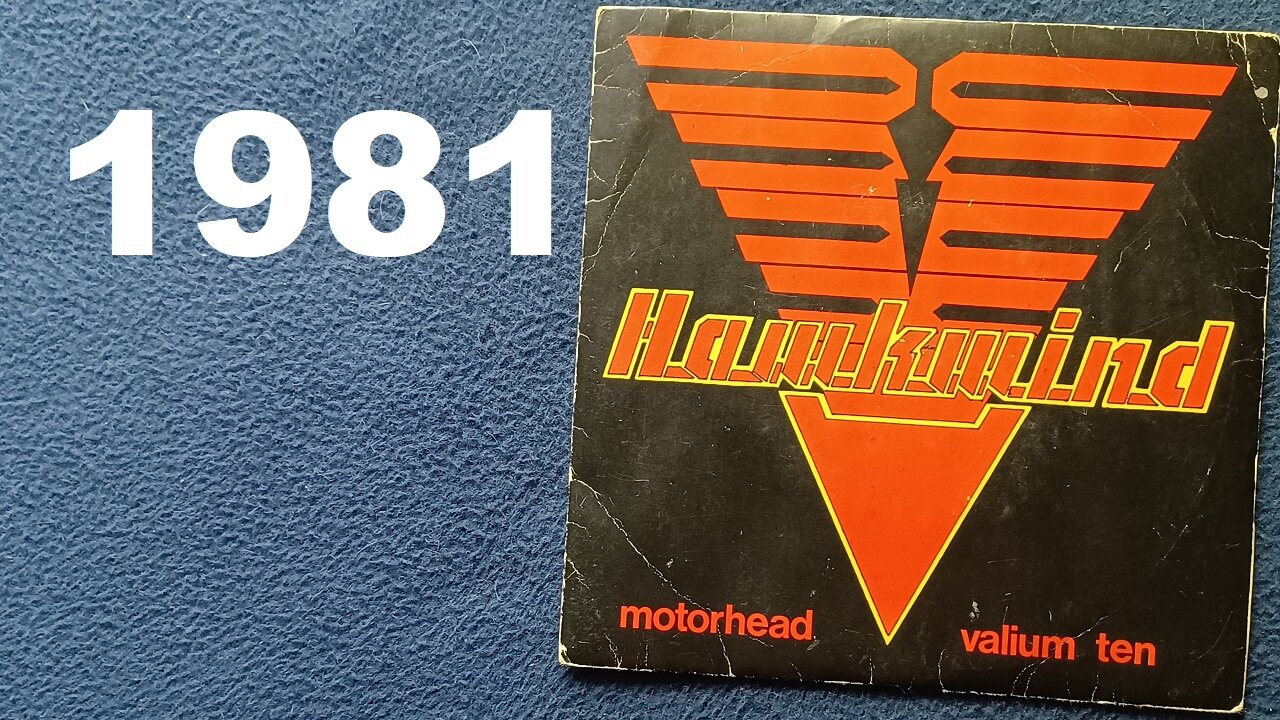 1981
Hawkwind
motorhead valium ten